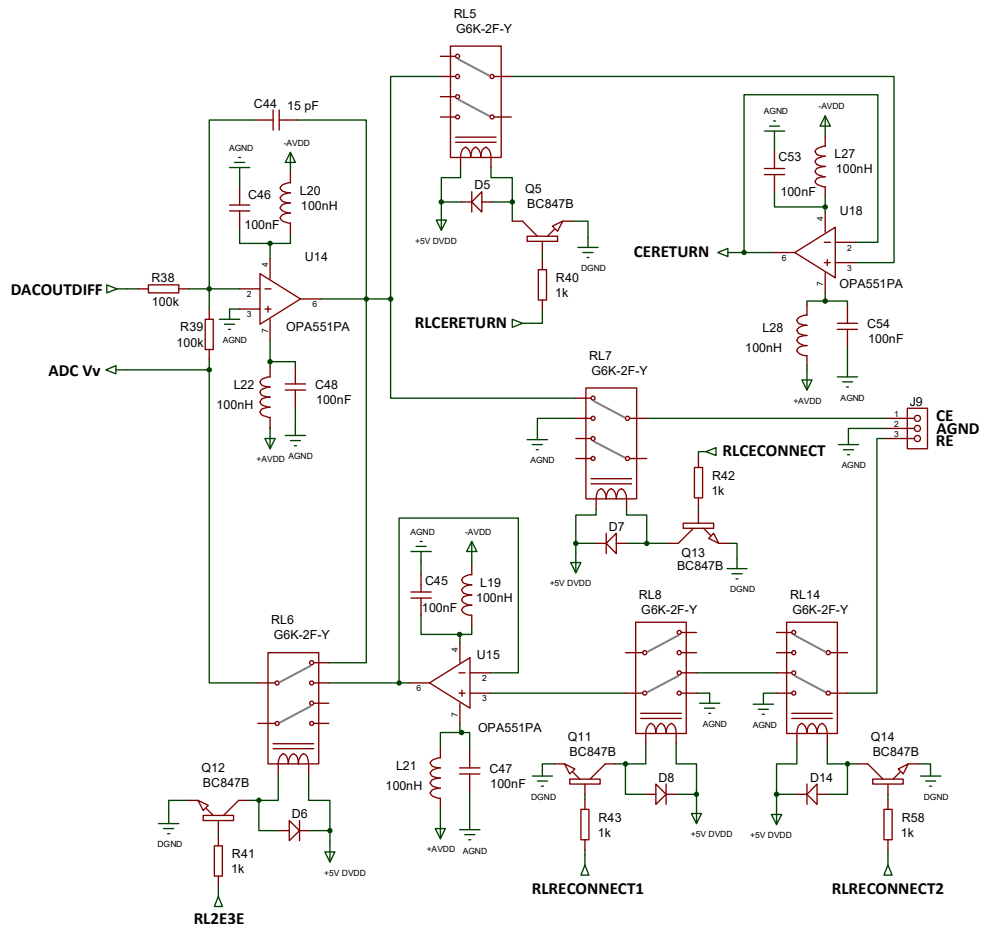 RL5
G6K-2F-Y
C44
15 pF
AGND
-AVDD
C46
100nF
L20
100nH
U14
4
2
3
6
7
OPA551PA
DACOUTDIFF
R38
100k
R39
100k
AGND
ADC Vv
L22
100nH
C48
100nF
+AVDD
AGND
D5
Q5
BC847B
+5V DVDD
DGND
R40
1k
RLCERETURN
AGND
-AVDD
C53
100nF
L27
100nH
U18
4
2
3
6
7
CERETURN
OPA551PA
L28
100nH
C54
100nF
+AVDD
AGND
RL7
G6K-2F-Y
AGND
J9
1
2
3
CE
AGND
RE
AGND
RLCECONNECT
R42
1k
D7
Q13
BC847B
+5V DVDD
DGND
AGND
-AVDD
C45
100nF
L19
100nH
U15
4
2
3
6
7
OPA551PA
L21
100nH
C47
100nF
+AVDD
AGND
RL6
G6K-2F-Y
Q12
BC847B
D6
DGND
+5V DVDD
R41
1k
RL2E3E
RL8
G6K-2F-Y
AGND
Q11
BC847B
D8
DGND
+5V DVDD
R43
1k
RLRECONNECT1
RL14
G6K-2F-Y
AGND
Q14
BC847B
D14
DGND
+5V DVDD
R58
1k
RLRECONNECT2